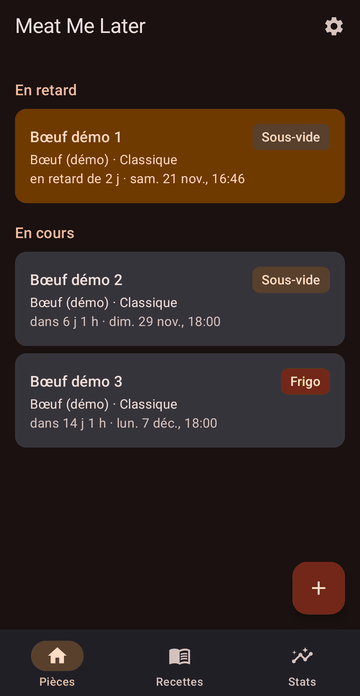 Meat Me Later
En retard
Bœuf démo 1
Sous-vide
Bœuf (démo) · Classique
en retard de 2 j · sam. 21 nov., 16:46
En cours
Bœuf démo 2
Sous-vide
Bœuf (démo) · Classique
dans 6 j 1 h · dim. 29 nov., 18:00
Bœuf démo 3
Frigo
Bœuf (démo) · Classique
dans 14 j 1 h · lun. 7 déc., 18:00
+
Pièces
Recettes
Stats